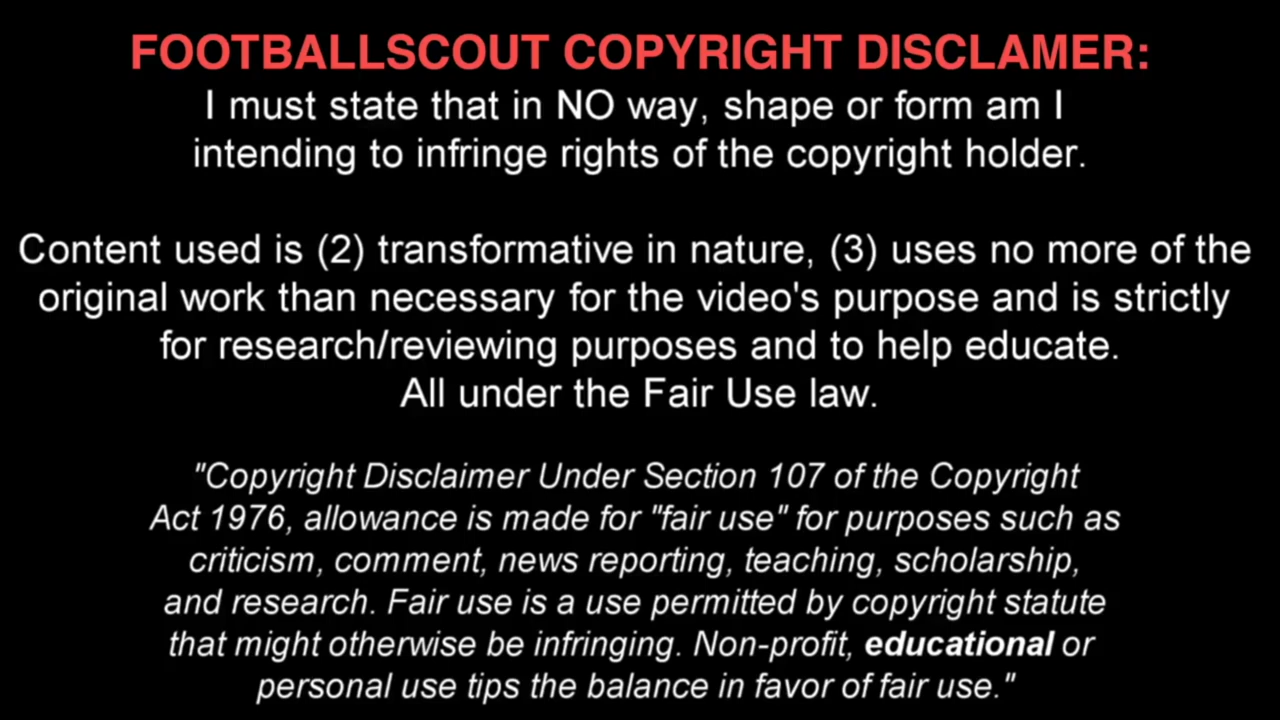 FOOTBALLSCOUT COPYRIGHT DISCLAMER:
I must state that in NO way, shape or form am I
intending to infringe rights of the copyright holder.
Content used is (2) transformative in nature, (3) uses no more of the
original work than necessary for the video's purpose and is strictly
for research/reviewing purposes and to help educate.
All under the Fair Use law.
"Copyright Disclaimer Under Section 107 of the Copyright
Act 1976, allowance is made for "fair use" for purposes such as
criticism, comment, news reporting, teaching, scholarship,
and research. Fair use is a use permitted by copyright statute
that might otherwise be infringing. Non-profit, educational or
personal use tips the balance in favor of fair use."